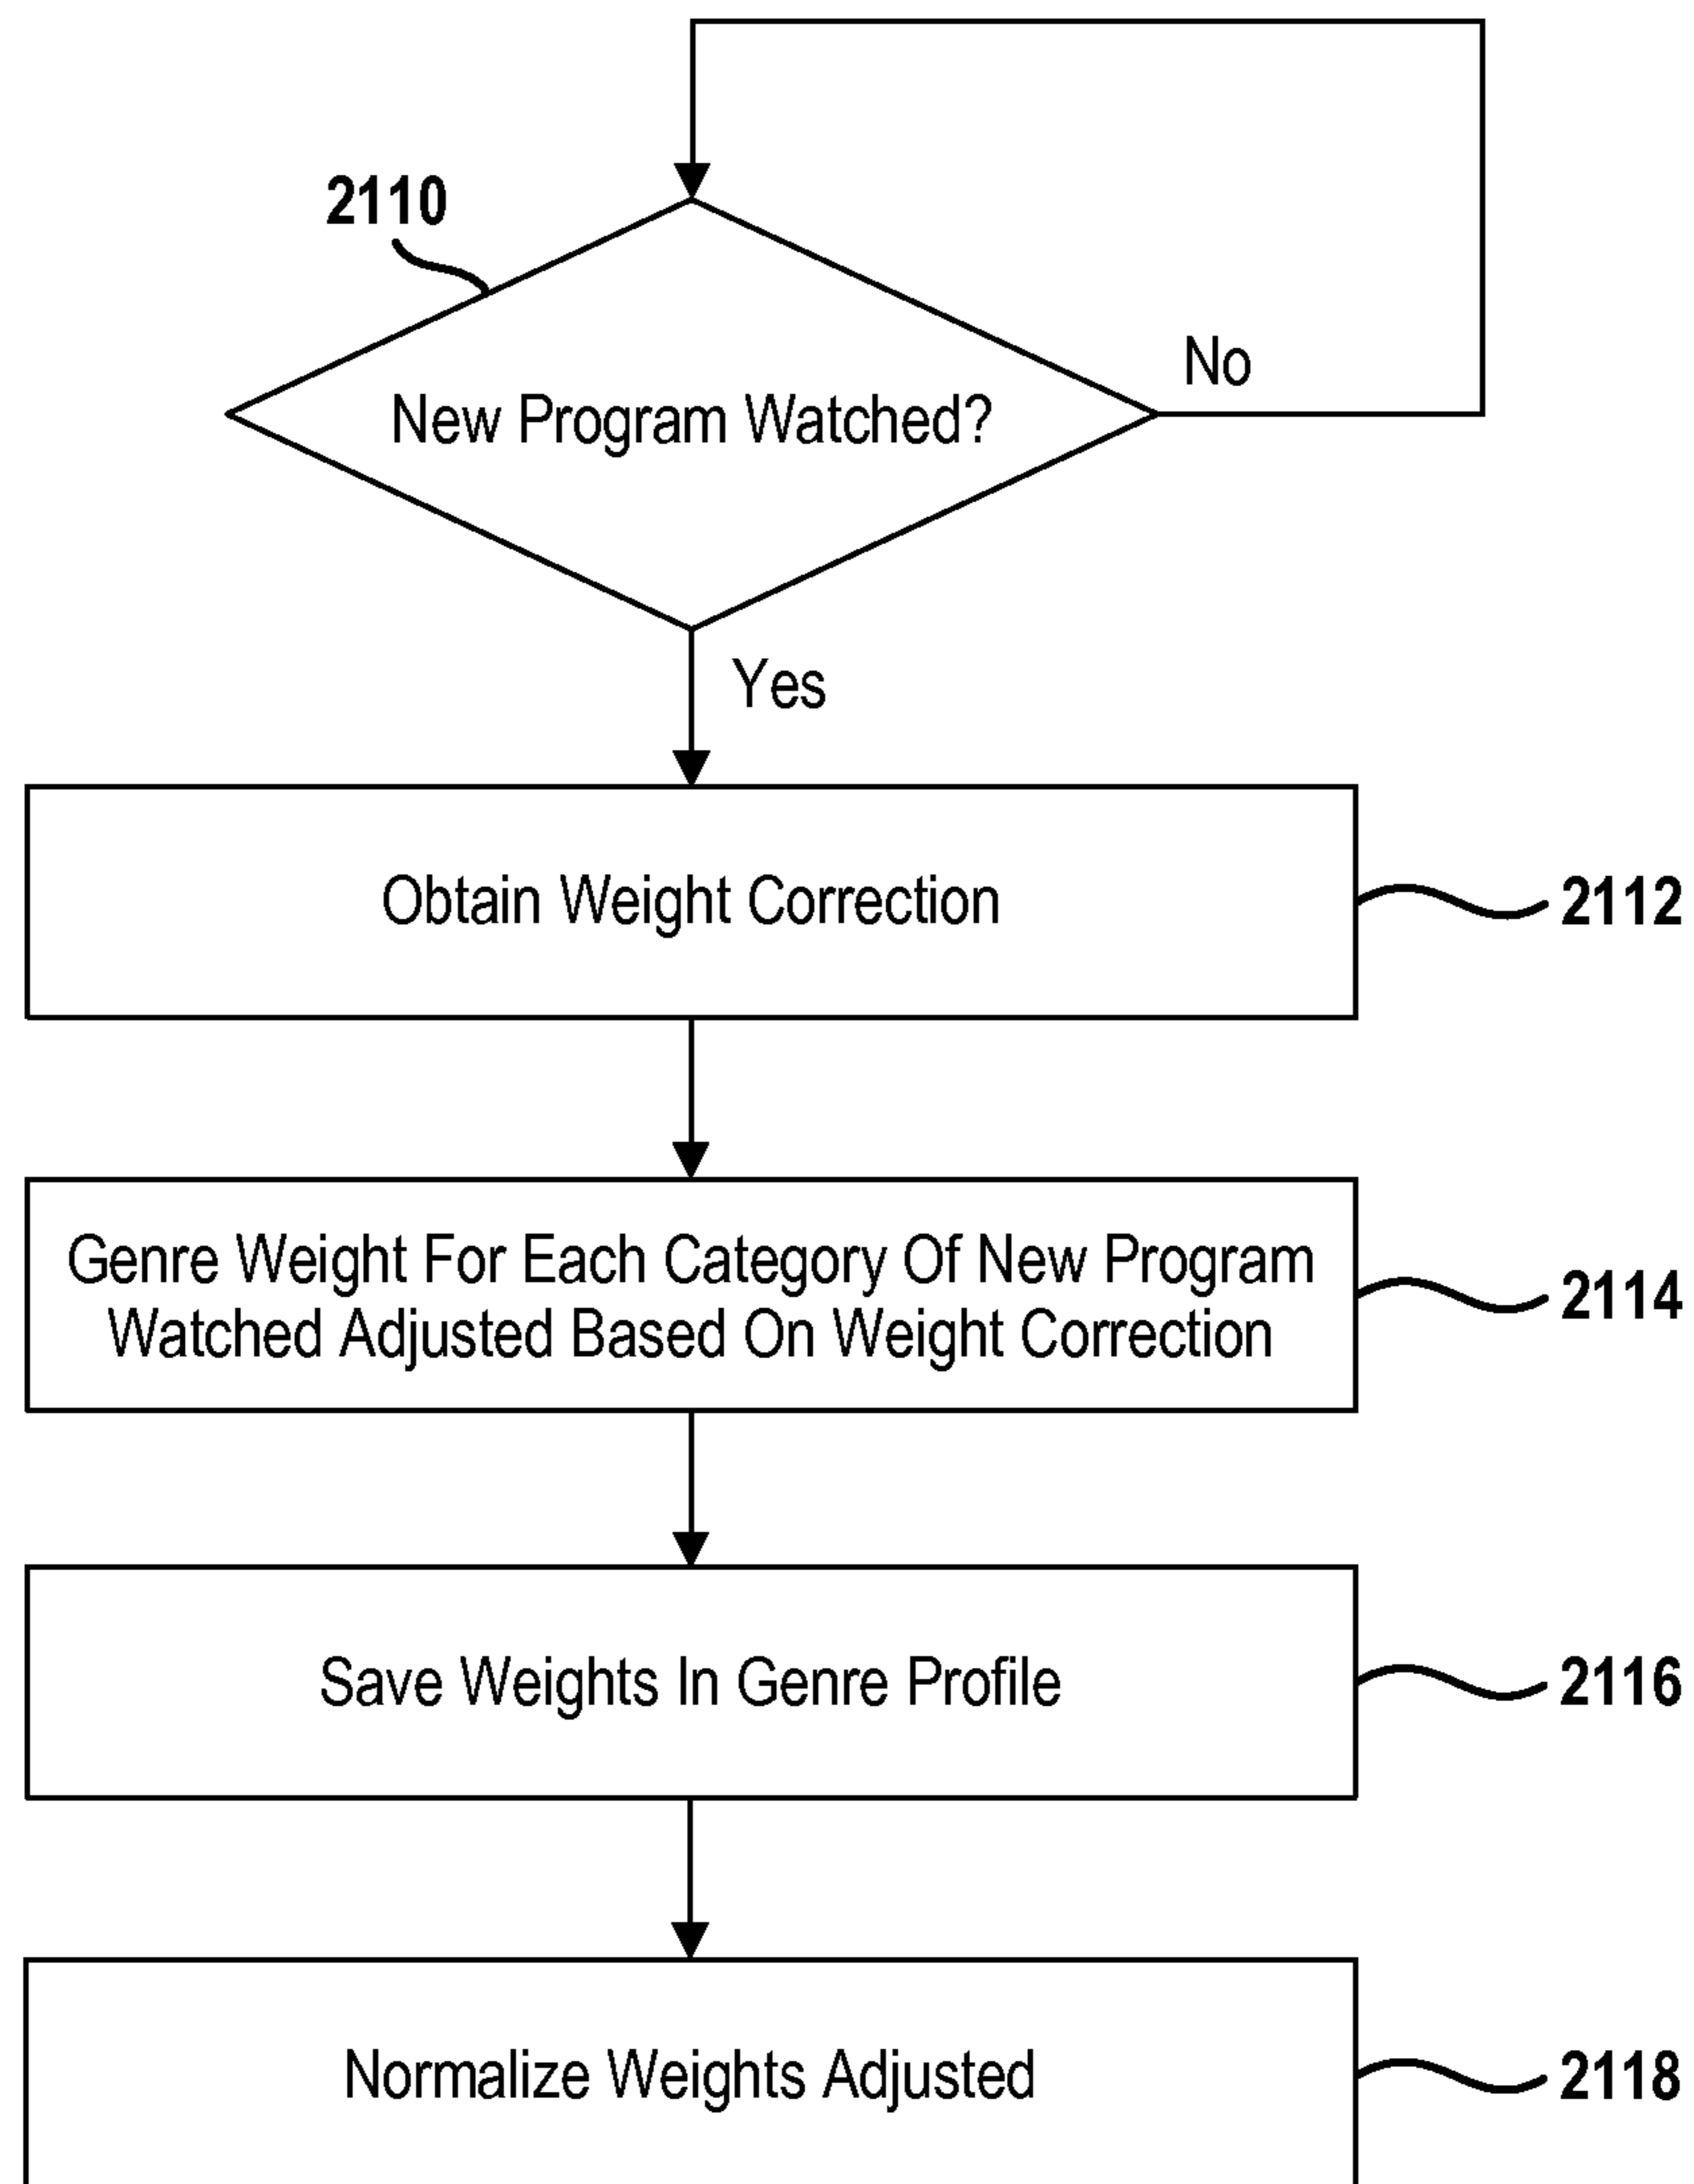 2110
New Program Watched?
No
Yes
Obtain Weight Correction
2112
Genre Weight For Each Category Of New Program
Watched Adjusted Based On Weight Correction
2114
Save Weights In Genre Profile
2116
Normalize Weights Adjusted
2118